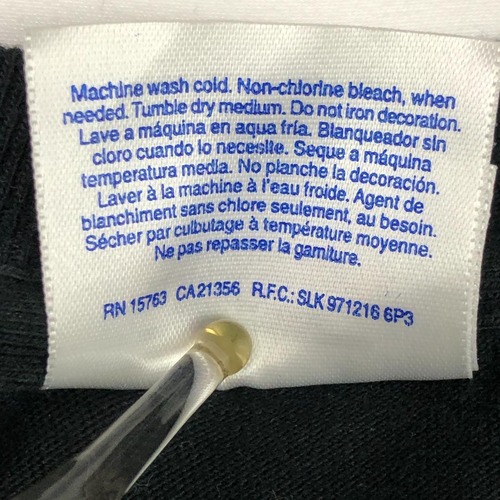 Machine wash cold. Non-chlorine bleach, when
needed. Tumble dry medium. Do not iron decoration.
Lave a máquina en aqua fría. Blanqueador sin
cloro cuando lo necesite. Seque a máquina
temperatura media. No planche la decoración.
Laver à la machine à l'eau froide. Agent de
blanchiment sans chlore seulement, au besoin.
Sécher par culbutage à température moyenne.
Ne pas repasser la garniture.
RN 15763 CA21356 R.F.C.: SLK 971216 6P3